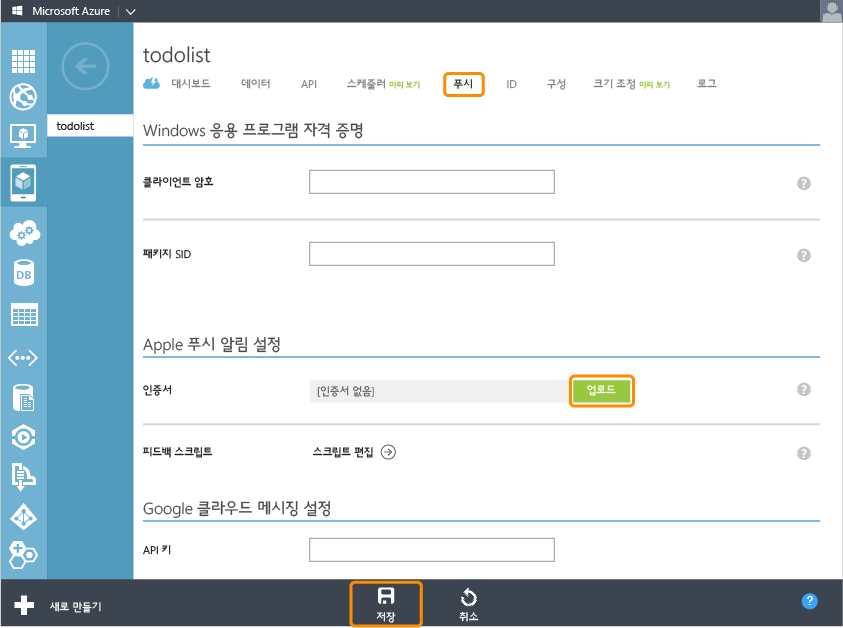 Microsoft Azure
todolist
대시보드 데이터 API 스케줄러 미리 보기 푸시 ID 구성 크기 조정 미리 보기 로그
todolist
Windows 응용 프로그램 자격 증명
클라이언트 암호 ?
패키지 SID ?
Apple 푸시 알림 설정
인증서 [인증서 없음] 업로드 ?
피드백 스크립트 스크립트 편집 ?
Google 클라우드 메시징 설정
API 키
DB
새로 만들기 저장 취소 ?